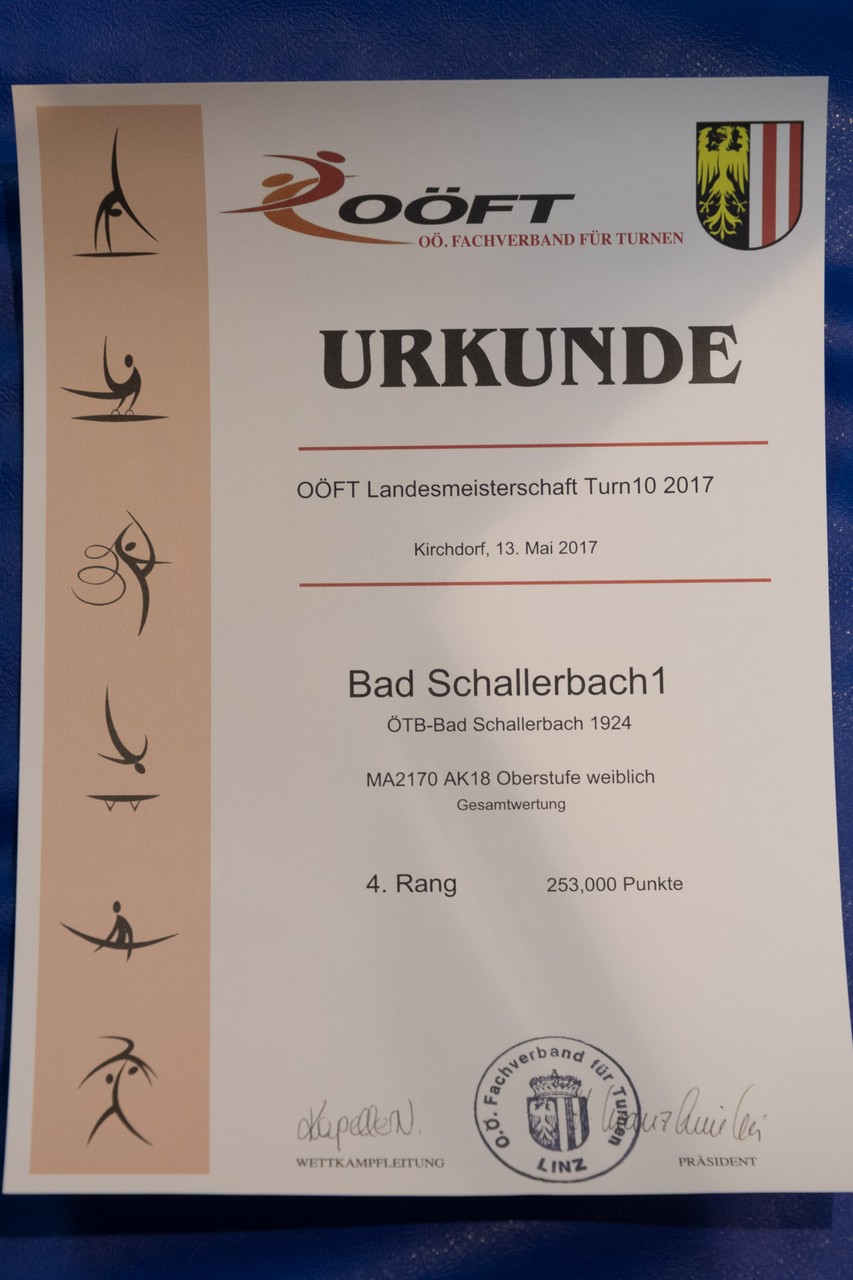 OÖFT
OÖ. FACHVERBAND FÜR TURNEN
URKUNDE
OÖFT Landesmeisterschaft Turn10 2017
Kirchdorf, 13. Mai 2017
Bad Schallerbach1
ÖTB-Bad Schallerbach 1924
MA2170 AK18 Oberstufe weiblich
Gesamtwertung
4. Rang 253,000 Punkte
O.Ö. Fachverband für Turnen
LINZ
WETTKAMPFLEITUNG
PRÄSIDENT